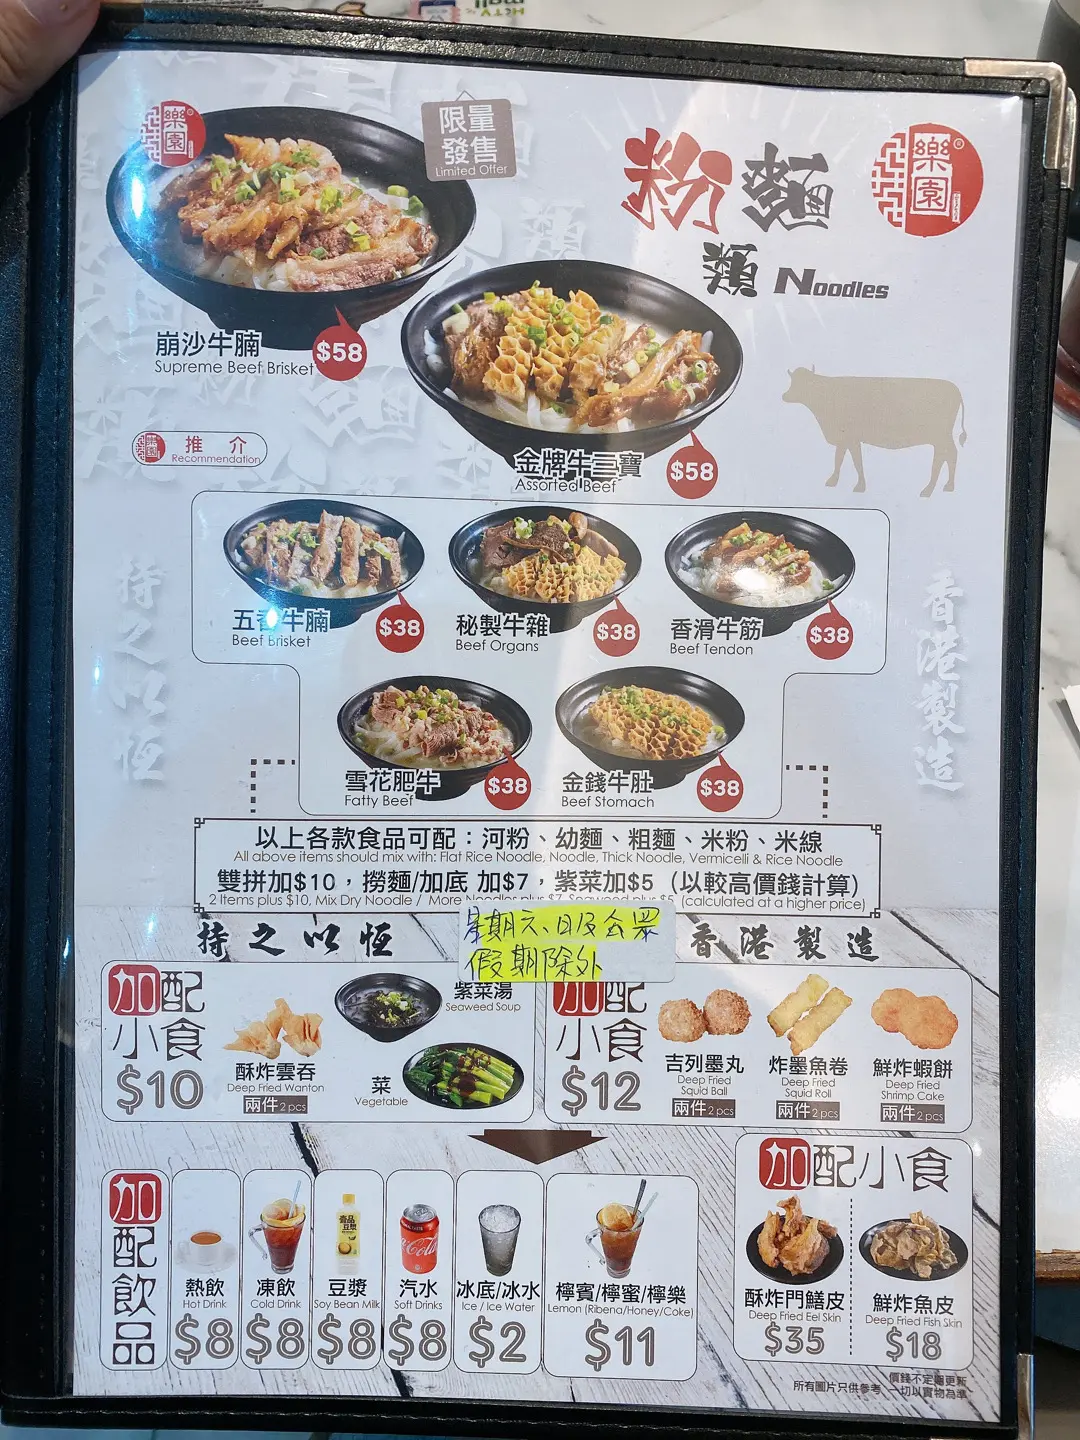 HCTV
mall
樂園
限量
發售
Limited Offer
粉麵
類 Noodles
樂園
崩沙牛腩
Supreme Beef Brisket
$58
推介
Recommendation
金牌牛三寶
Assorted Beef
$58
五香牛腩
Beef Brisket
$38
秘製牛雜
Beef Organs
$38
香滑牛筋
Beef Tendon
$38
雪花肥牛
Fatty Beef
$38
金錢牛肚
Beef Stomach
$38
持之以恆
香港製造
以上各款食品可配：河粉、幼麵、粗麵、米粉、米線
All above items should mix with: Flat Rice Noodle, Noodle, Thick Noodle, Vermicelli & Rice Noodle
雙拼加$10，撈麵/加底 加$7，紫菜加$5（以較高價錢計算）
2 Items plus $10, Mix Dry Noodle / More Noodles plus $7, Seaweed plus $5 (calculated at a higher price)
持之以恆
星期六、日及公眾
假期除外
香港製造
加配
小食
$10
酥炸雲吞
Deep Fried Wanton
兩件 2 pcs
紫菜湯
Seaweed Soup
菜
Vegetable
加配
小食
$12
吉列墨丸
Deep Fried
Squid Ball
兩件 2 pcs
炸墨魚卷
Deep Fried
Squid Roll
兩件 2 pcs
鮮炸蝦餅
Deep Fried
Shrimp Cake
兩件 2 pcs
加配飲品
熱飲
Hot Drink
$8
凍飲
Cold Drink
$8
豆漿
Soy Bean Milk
$8
汽水
Soft Drinks
$8
冰底/冰水
Ice / Ice Water
$2
檸賓/檸蜜/檸樂
Lemon (Ribena/Honey/Coke)
$11
加配小食
酥炸門鱔皮
Deep Fried Eel Skin
$35
鮮炸魚皮
Deep Fried Fish Skin
$18
所有圖片只供參考
價錢不定期更新
一切以實物為準